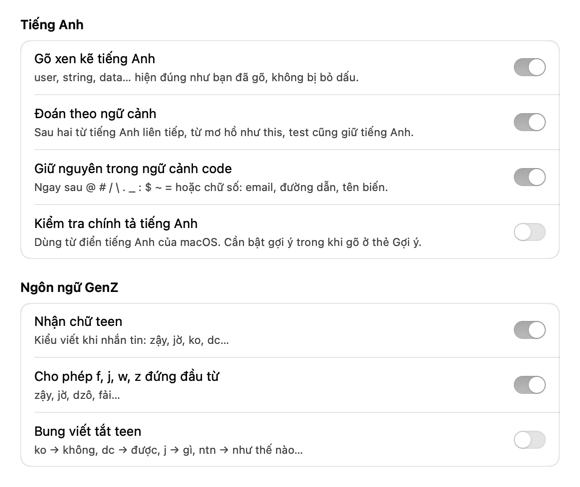 Tiếng Anh
Gõ xen kẽ tiếng Anh
user, string, data... hiện đúng như bạn đã gõ, không bị bỏ dấu.
Đoán theo ngữ cảnh
Sau hai từ tiếng Anh liên tiếp, từ mơ hồ như this, test cũng giữ tiếng Anh.
Giữ nguyên trong ngữ cảnh code
Ngay sau @ # / \ . _ : $ ~ = hoặc chữ số: email, đường dẫn, tên biến.
Kiểm tra chính tả tiếng Anh
Dùng từ điển tiếng Anh của macOS. Cần bật gợi ý trong khi gõ ở thẻ Gợi ý.
Ngôn ngữ GenZ
Nhận chữ teen
Kiểu viết khi nhắn tin: zậy, jờ, ko, dc...
Cho phép f, j, w, z đứng đầu từ
zậy, jờ, dzô, fải...
Bung viết tắt teen
ko → không, dc → được, j → gì, ntn → như thế nào...